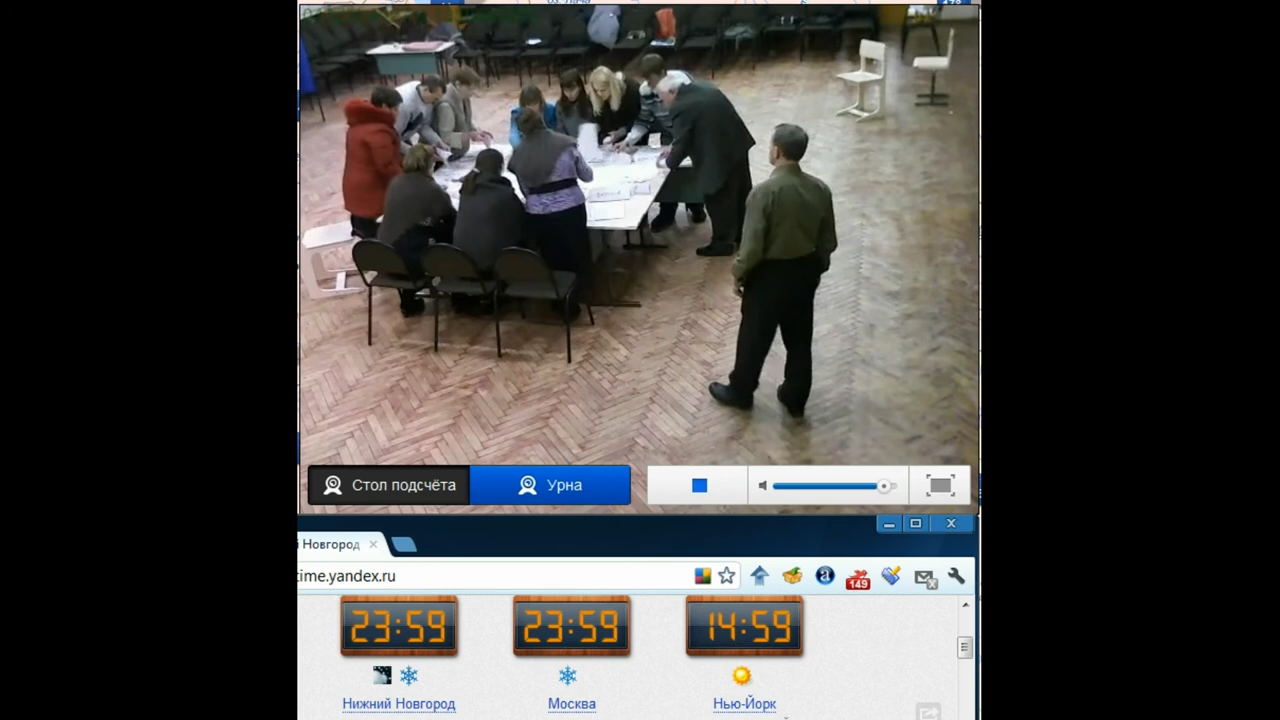 Стол подсчёта
Урна
й Новгород
time.yandex.ru
149
23:59
23:59
14:59
Нижний Новгород
Москва
Нью-Йорк